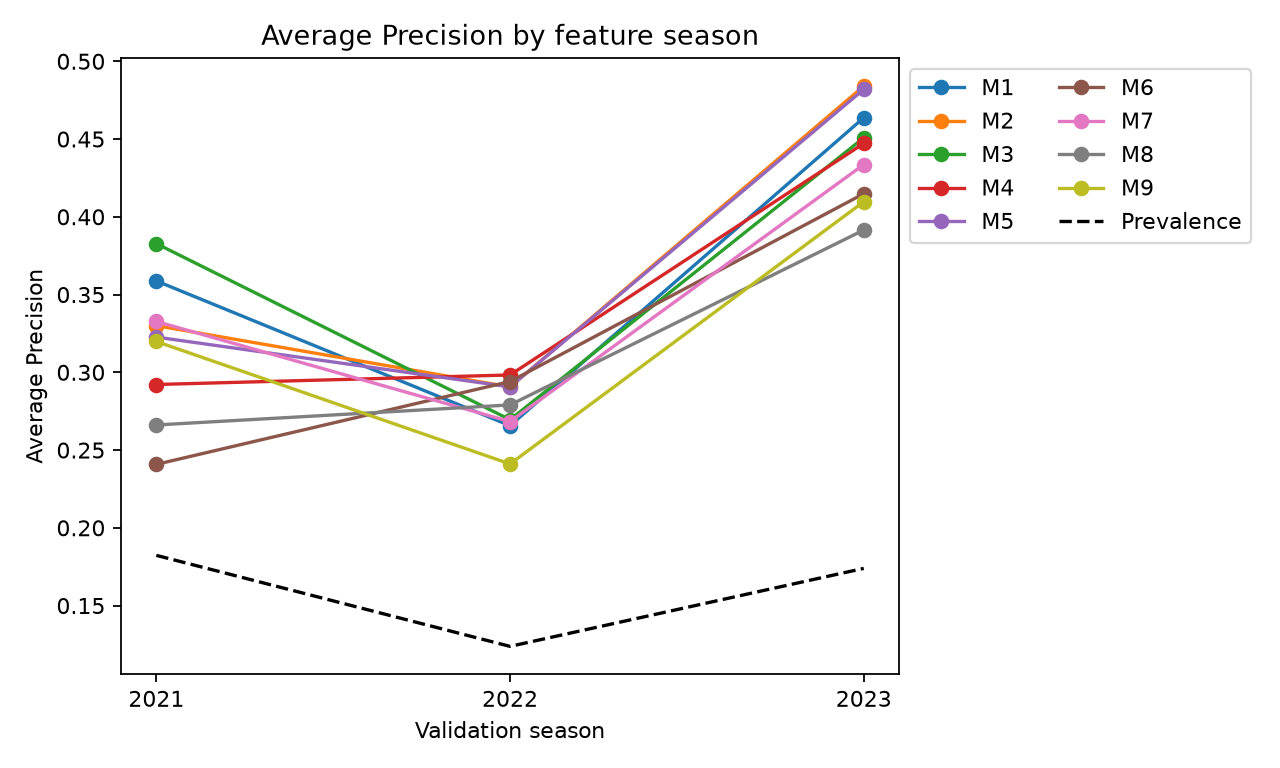 Average Precision by feature season
Average Precision
0.50
0.45
0.40
0.35
0.30
0.25
0.20
0.15
2021
2022
2023
Validation season
M1
M2
M3
M4
M5
M6
M7
M8
M9
Prevalence